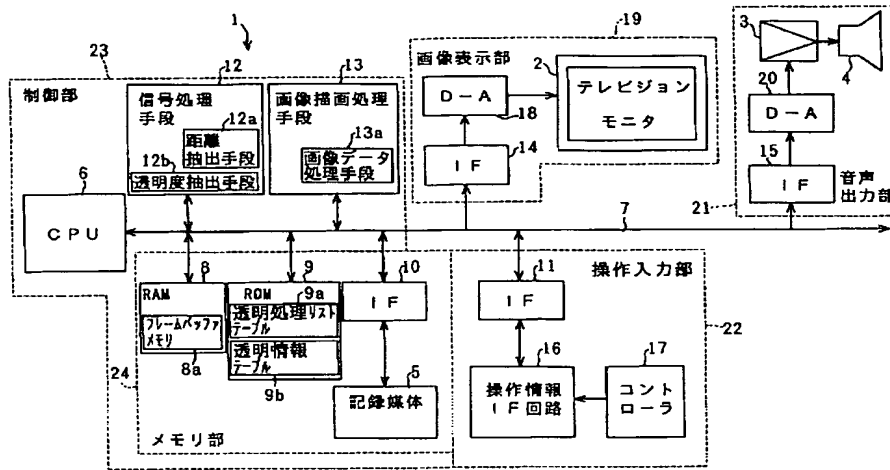 1
23
制御部
12
信号処理
手段
12a
距離
抽出手段
12b
透明度抽出手段
13
画像描画処理
手段
13a
画像データ
処理手段
6
CPU
19
画像表示部
D-A
18
IF
14
2
テレビジョン
モニタ
3
4
20
D-A
15
IF
音声
出力部
21
7
24
メモリ部
8
RAM
フレームバッファ
メモリ
8a
9
ROM
9a
透明処理リスト
テーブル
透明情報
テーブル
9b
10
IF
5
記録媒体
操作入力部
22
11
IF
16
操作情報
IF回路
17
コント
ローラ